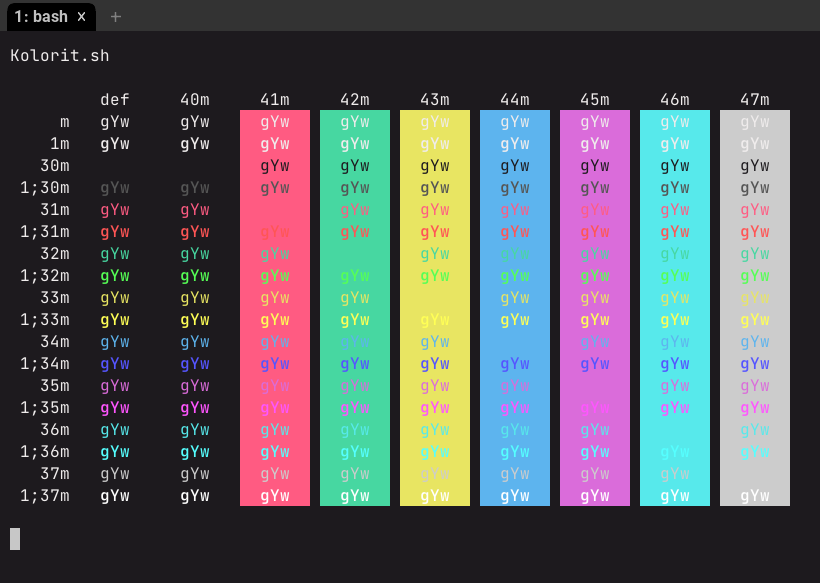 1: bash × +
Kolorit.sh
def 40m 41m 42m 43m 44m 45m 46m 47m
m gYw gYw gYw gYw gYw gYw gYw gYw gYw
1m gYw gYw gYw gYw gYw gYw gYw gYw gYw
30m gYw gYw gYw gYw gYw gYw gYw
1;30m gYw gYw gYw gYw gYw gYw gYw gYw gYw
31m gYw gYw gYw gYw gYw gYw gYw gYw
1;31m gYw gYw gYw gYw gYw gYw gYw gYw gYw
32m gYw gYw gYw gYw gYw gYw gYw gYw
1;32m gYw gYw gYw gYw gYw gYw gYw gYw gYw
33m gYw gYw gYw gYw gYw gYw gYw gYw
1;33m gYw gYw gYw gYw gYw gYw gYw gYw gYw
34m gYw gYw gYw gYw gYw gYw gYw gYw
1;34m gYw gYw gYw gYw gYw gYw gYw gYw gYw
35m gYw gYw gYw gYw gYw gYw gYw gYw
1;35m gYw gYw gYw gYw gYw gYw gYw gYw gYw
36m gYw gYw gYw gYw gYw gYw gYw gYw
1;36m gYw gYw gYw gYw gYw gYw gYw gYw gYw
37m gYw gYw gYw gYw gYw gYw gYw gYw
1;37m gYw gYw gYw gYw gYw gYw gYw gYw gYw